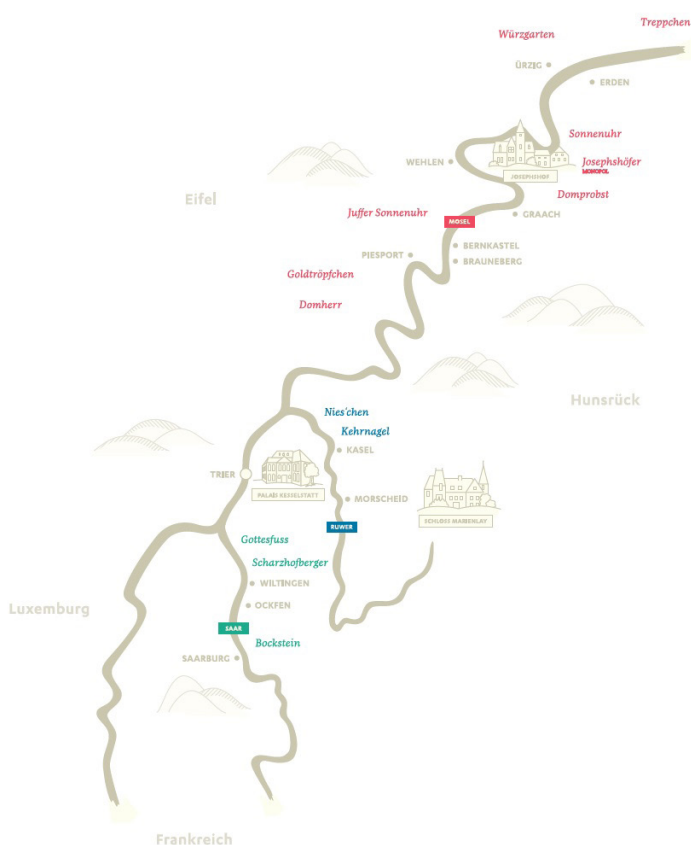 Treppchen
Würzgarten
ÜRZIG
ERDEN
Sonnenuhr
WEHLEN
Josephshöfer
MONOPOL
JOSEPHSHOF
Domprobst
Eifel
Juffer Sonnenuhr
GRAACH
MOSEL
BERNKASTEL
PIESPORT
BRAUNEBERG
Goldtröpfchen
Domherr
Hunsrück
Nies'chen
Kehrnagel
KASEL
TRIER
PALAIS KESSELSTATT
MORSCHEID
SCHLOSS MARIENLAY
RUWER
Gottesfuss
Scharzhofberger
WILTINGEN
Luxemburg
OCKFEN
SAAR
Bockstein
SAARBURG
Frankreich